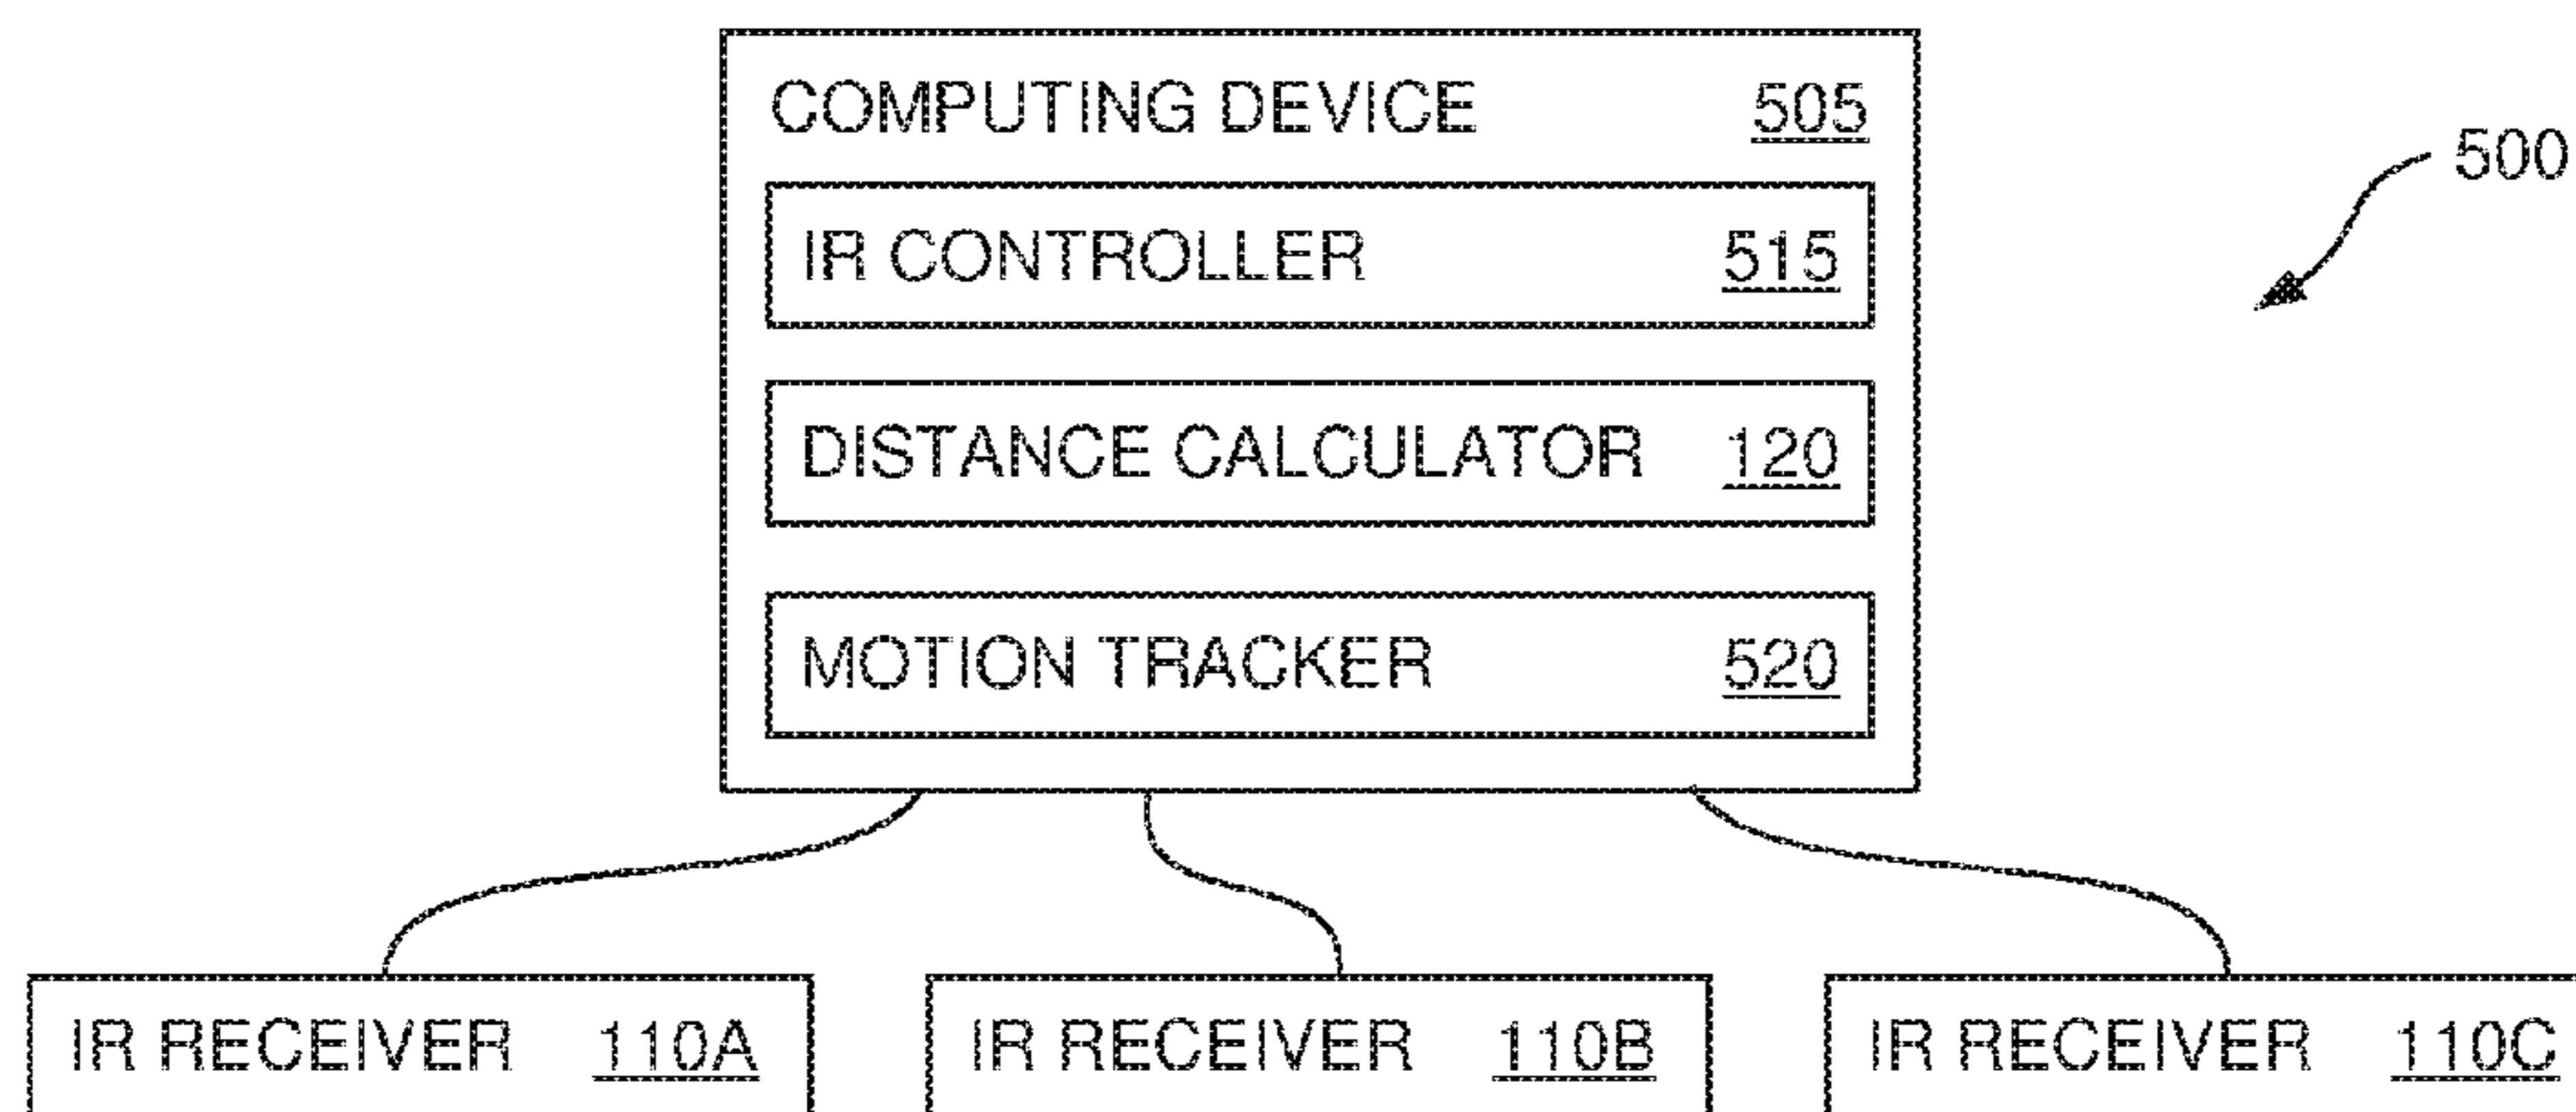 COMPUTING DEVICE 505
500
IR CONTROLLER 515
DISTANCE CALCULATOR 120
MOTION TRACKER 520
IR RECEIVER 110A
IR RECEIVER 110B
IR RECEIVER 110C